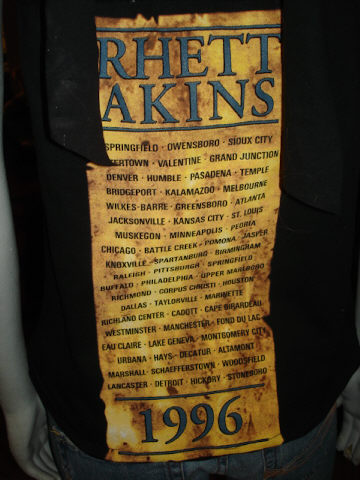 RHETT
AKINS
SPRINGFIELD · OWENSBORO · SIOUX CITY
TERTOWN · VALENTINE · GRAND JUNCTION
DENVER · HUMBLE · PASADENA · TEMPLE
BRIDGEPORT · KALAMAZOO · MELBOURNE
WILKES-BARRE · GREENSBORO · ATLANTA
JACKSONVILLE · KANSAS CITY · ST. LOUIS
MUSKEGON · MINNEAPOLIS · PEORIA
CHICAGO · BATTLE CREEK · POMONA · JASPER
KNOXVILLE · SPARTANBURG · BIRMINGHAM
RALEIGH · PITTSBURGH · SPRINGFIELD
BUFFALO · PHILADELPHIA · UPPER MARLBORO
RICHMOND · CORPUS CHRISTI · HOUSTON
DALLAS · TAYLORVILLE · MARINETTE
RICHLAND CENTER · CADOTT · CAPE GIRARDEAU
WESTMINSTER · MANCHESTER · FOND DU LAC
EAU CLAIRE · LAKE GENEVA · MONTGOMERY CITY
URBANA · HAYS · DECATUR · ALTAMONT
MARSHALL · SCHAEFFERSTOWN · WOODSFIELD
LANCASTER · DETROIT · HICKORY · STONEBORO
1996